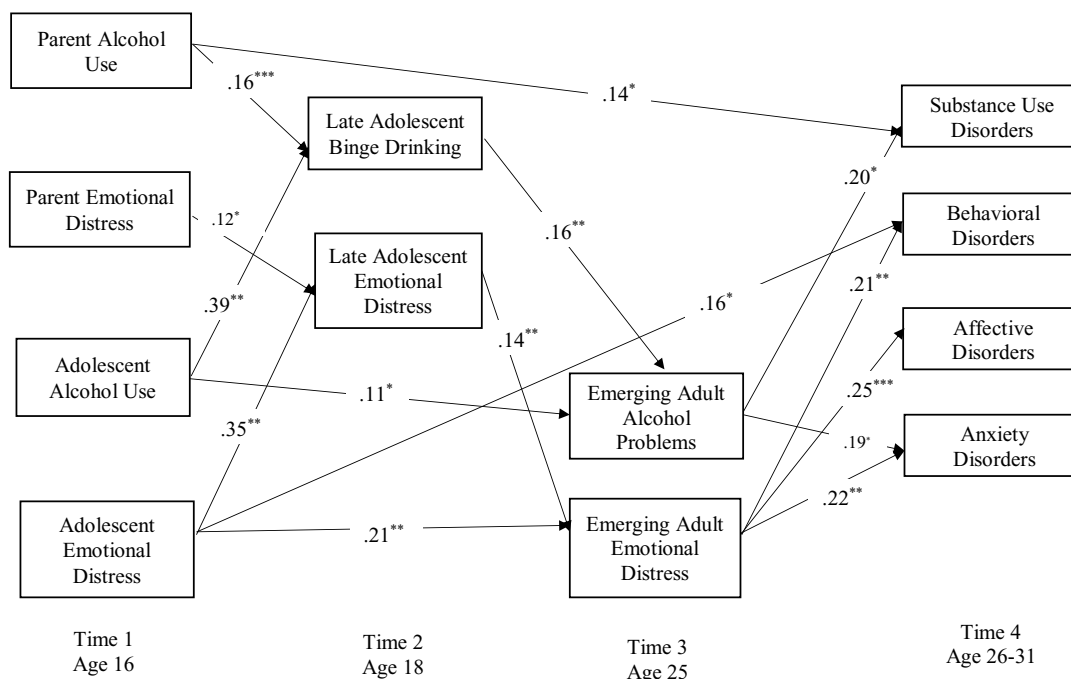 Parent Alcohol
Use
.16***
.14*
Substance Use
Disorders
Late Adolescent
Binge Drinking
Parent Emotional
Distress
.12*
.20*
Behavioral
Disorders
Late Adolescent
Emotional
Distress
.16**
.39**
.16*
.21**
.14**
Affective
Disorders
Adolescent
Alcohol Use
.11*
Emerging Adult
Alcohol
Problems
.25***
.35**
.19*
Anxiety
Disorders
.22**
Adolescent
Emotional
Distress
.21**
Emerging Adult
Emotional
Distress
Time 1
Age 16
Time 2
Age 18
Time 3
Age 25
Time 4
Age 26-31